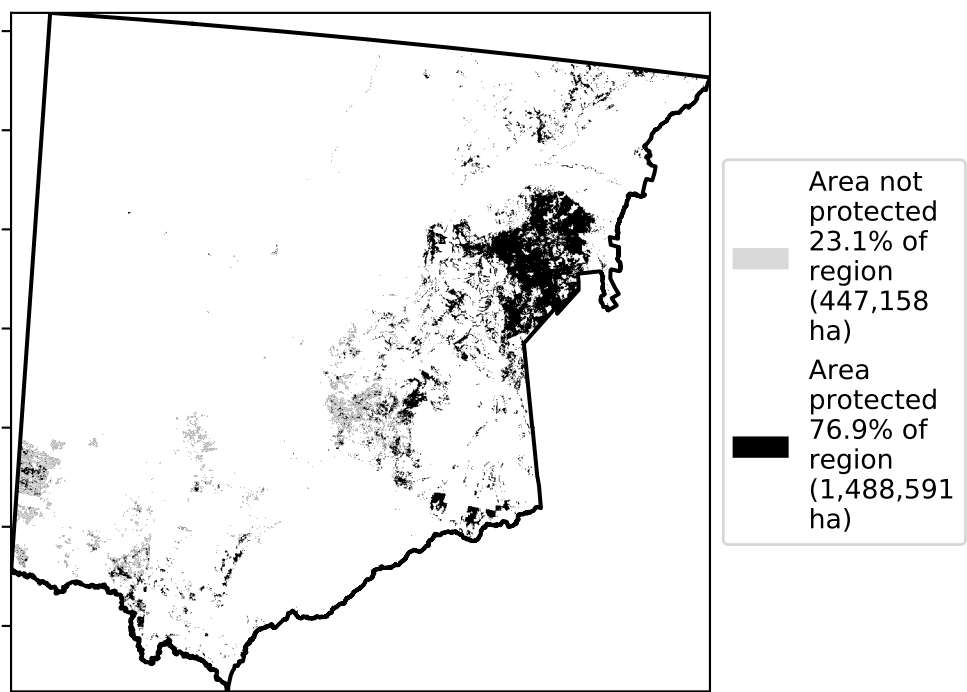 Area not
protected
23.1% of
region
(447,158
ha)
Area
protected
76.9% of
region
(1,488,591
ha)